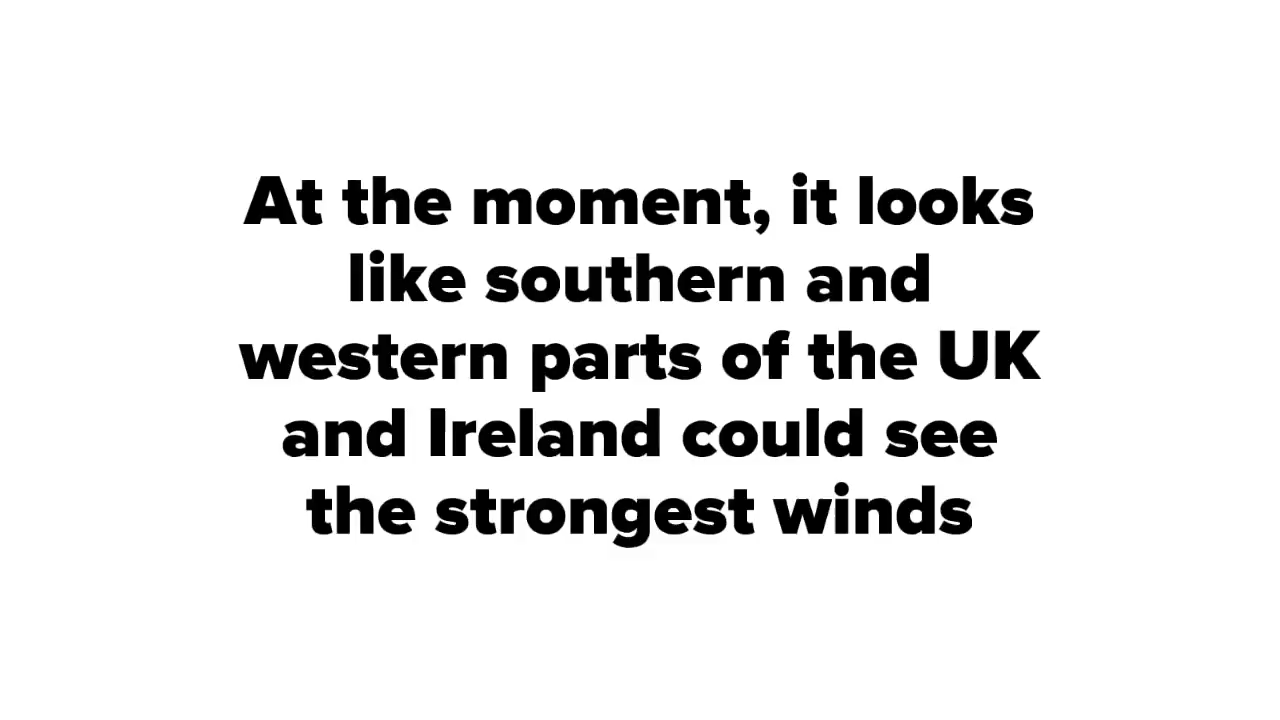 At the moment, it looks
like southern and
western parts of the UK
and Ireland could see
the strongest winds